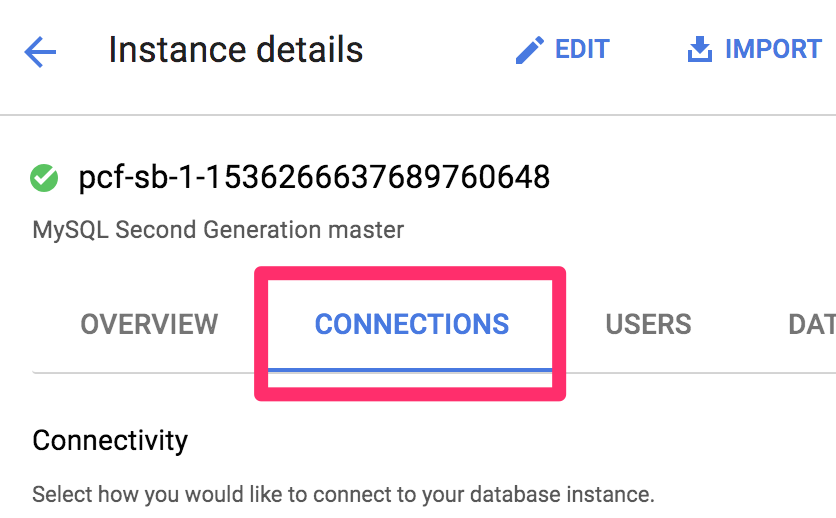 Instance details EDIT IMPORT
pcf-sb-1-1536266637689760648
MySQL Second Generation master
OVERVIEW CONNECTIONS USERS DAT
Connectivity
Select how you would like to connect to your database instance.